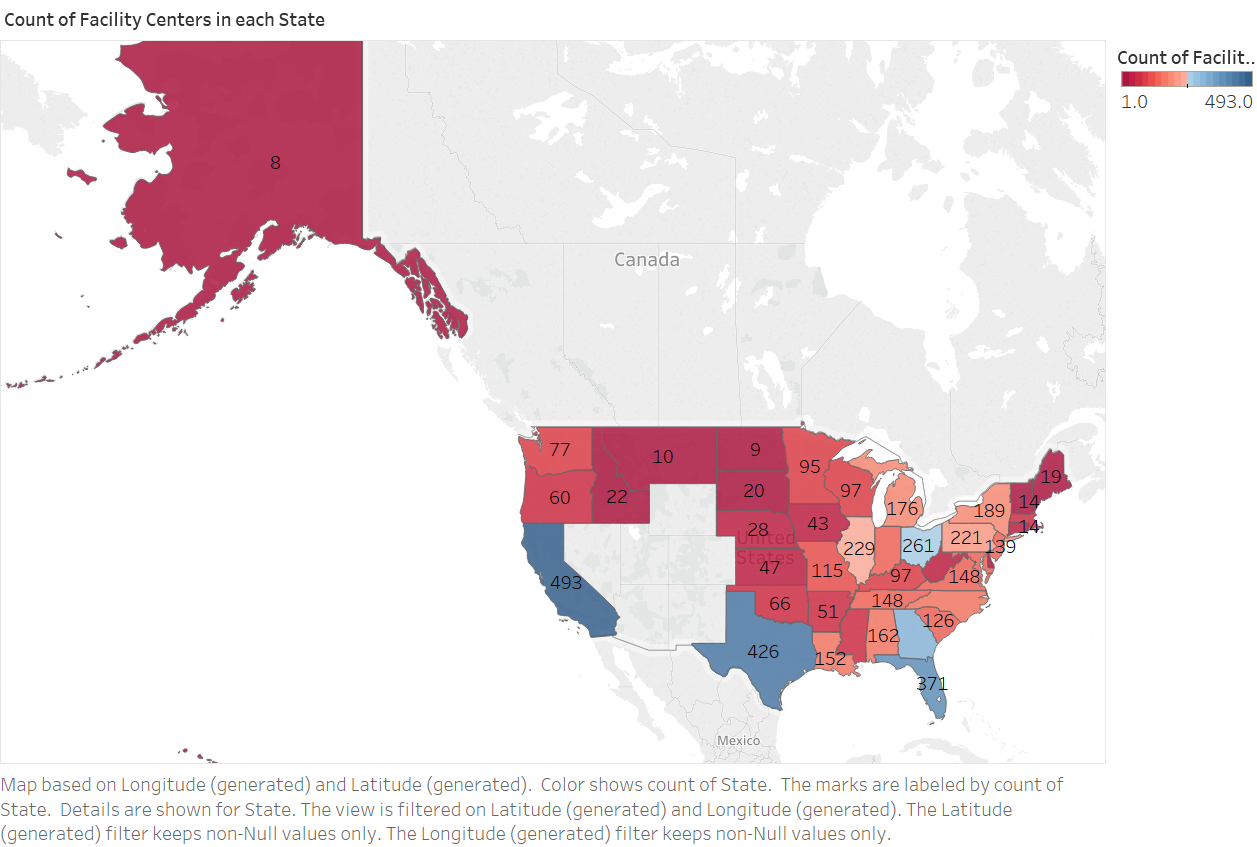 Count of Facility Centers in each State
Count of Facilit..
1.0 493.0
8
Canada
77 10 9 95 19
60 22 20 97 176 189 14
28 43 14
United
States
493 47 115 229 261 221 139
97 148
66 51 148 126
426 152 162
371
Mexico
Map based on Longitude (generated) and Latitude (generated).  Color shows count of State.  The marks are labeled by count of
State.  Details are shown for State. The view is filtered on Latitude (generated) and Longitude (generated). The Latitude
(generated) filter keeps non-Null values only. The Longitude (generated) filter keeps non-Null values only.